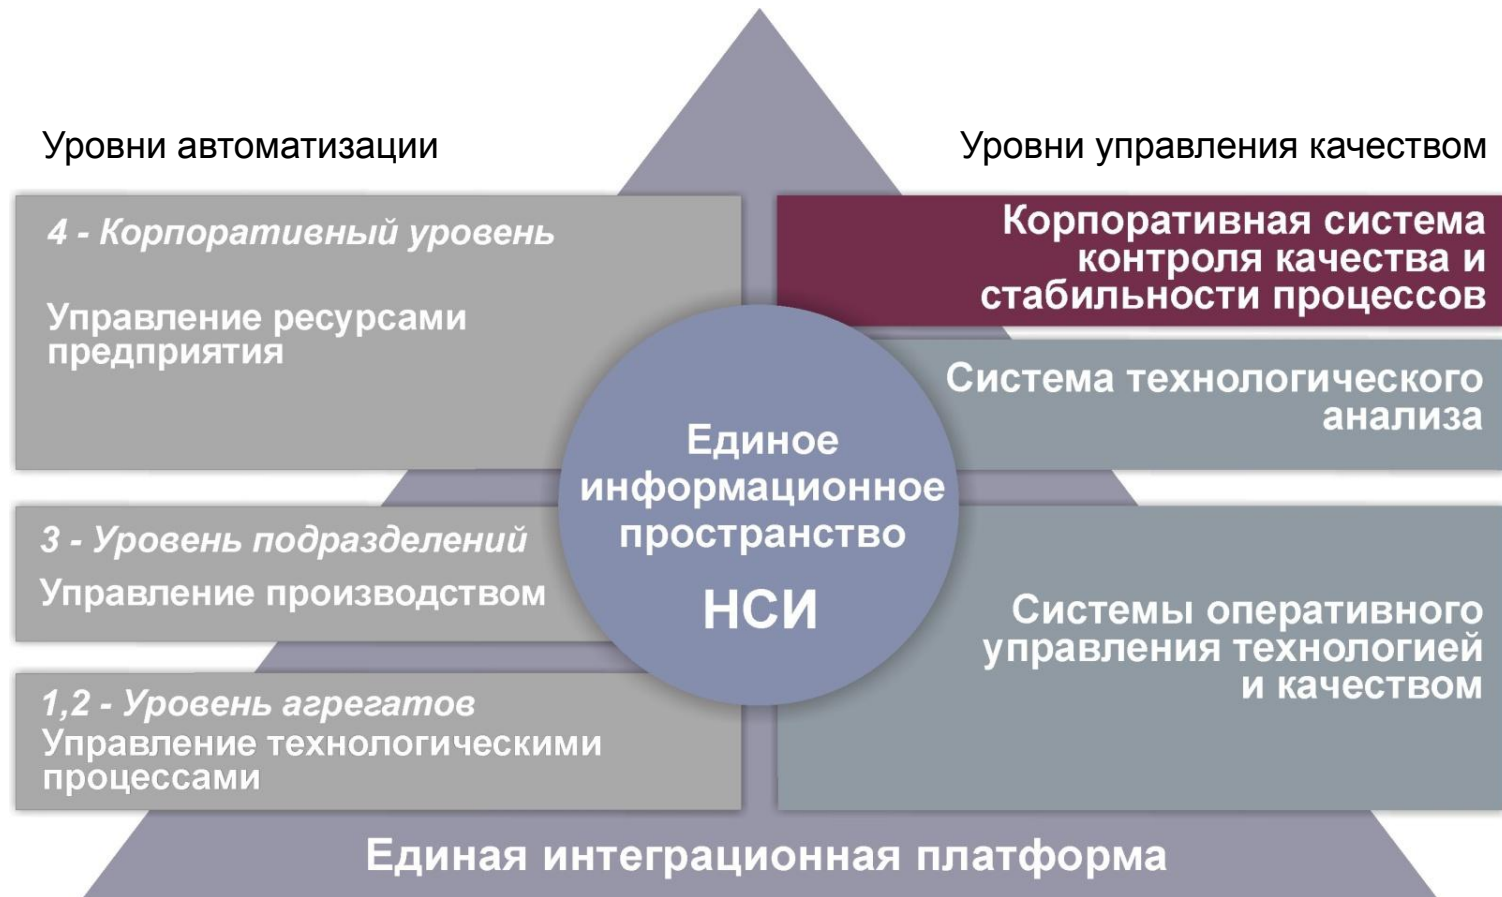 Уровни автоматизации
4 - Корпоративный уровень
Управление ресурсами
предприятия
3 - Уровень подразделений
Управление производством
1,2 - Уровень агрегатов
Управление технологическими
процессами
Единое
информационное
пространство
НСИ
Уровни управления качеством
Корпоративная система
контроля качества и
стабильности процессов
Система технологического
анализа
Системы оперативного
управления технологией
и качеством
Единая интеграционная платформа